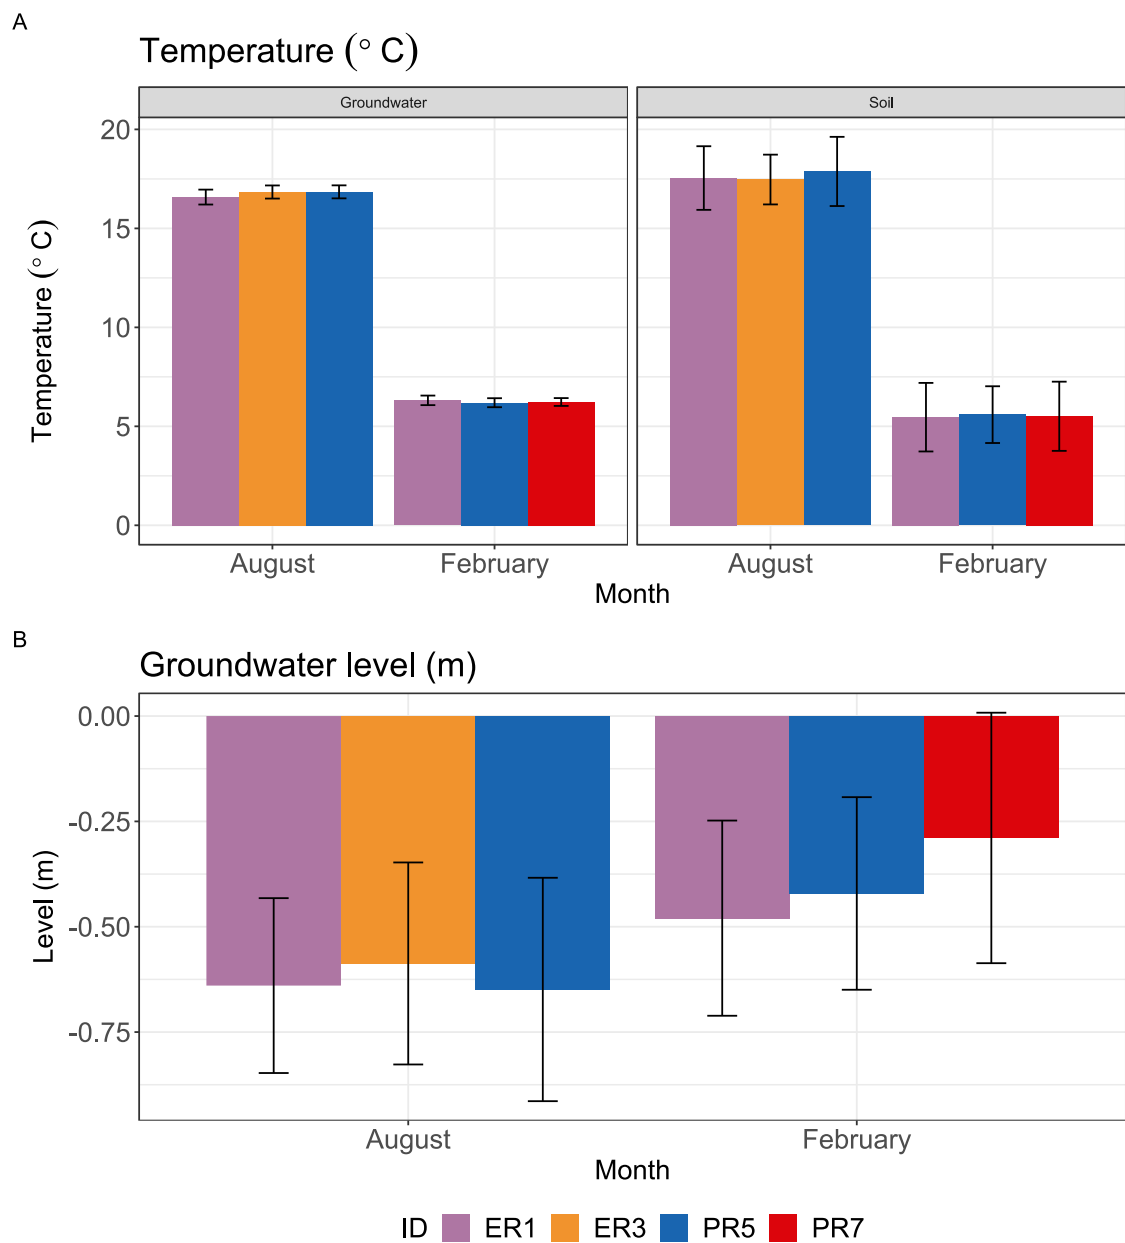 A
Temperature (° C)
Groundwater
Soil
Temperature (° C)
20
15
10
5
0
August
February
August
February
Month
B
Groundwater level (m)
Level (m)
0.00
-0.25
-0.50
-0.75
August
February
Month
ID ER1 ER3 PR5 PR7